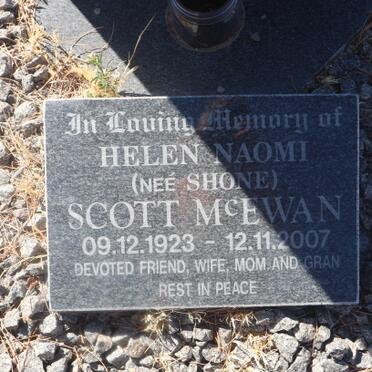 In Loving Memory of
HELEN NAOMI
(NEÉ SHONE)
SCOTT McEWAN
09.12.1923 - 12.11.2007
DEVOTED FRIEND, WIFE, MOM AND GRAN
REST IN PEACE